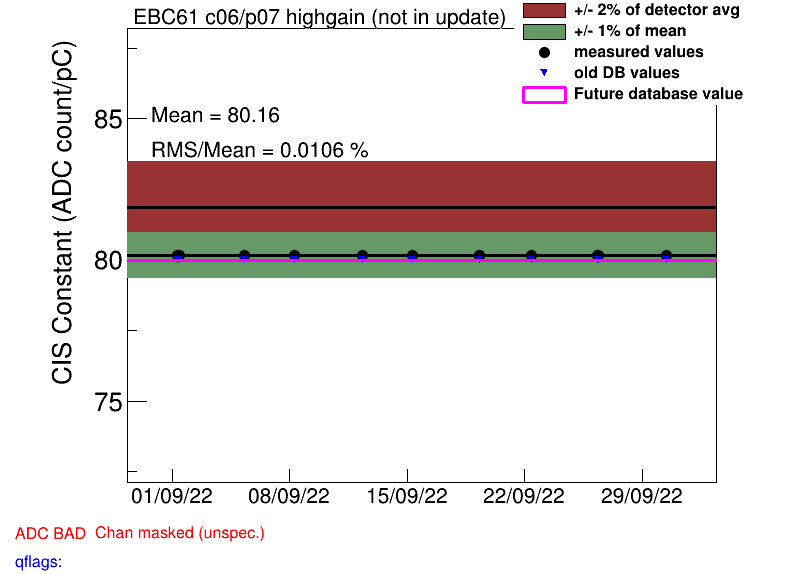 EBC61 c06/p07 highgain (not in update)
+/- 2% of detector avg
+/- 1% of mean
measured values
old DB values
Future database value
CIS Constant (ADC count/pC)
Mean = 80.16
RMS/Mean = 0.0106 %
85
80
75
01/09/22 08/09/22 15/09/22 22/09/22 29/09/22
ADC BAD Chan masked (unspec.)
qflags: